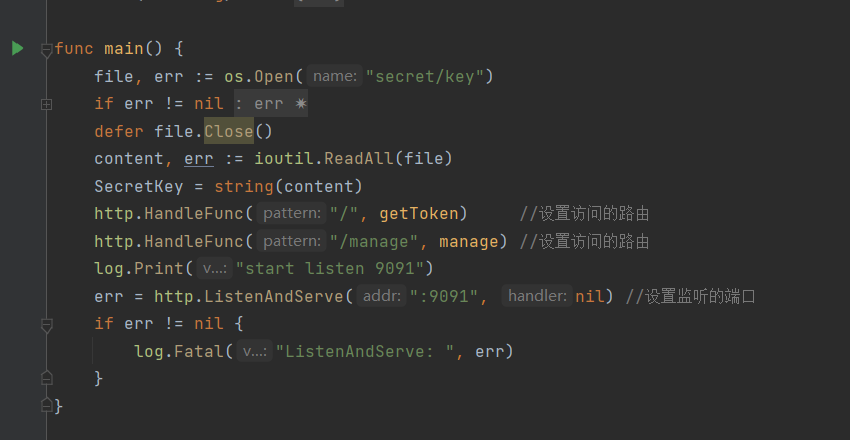 func main() {
file, err := os.Open( name: "secret/key")
if err != nil : err
defer file.Close()
content, err := ioutil.ReadAll(file)
SecretKey = string(content)
http.HandleFunc( pattern: "/", getToken) //设置访问的路由
http.HandleFunc( pattern: "/manage", manage) //设置访问的路由
log.Print( v...: "start listen 9091")
err = http.ListenAndServe( addr: ":9091", handler: nil) //设置监听的端口
if err != nil {
log.Fatal( v...: "ListenAndServe: ", err)
}
}